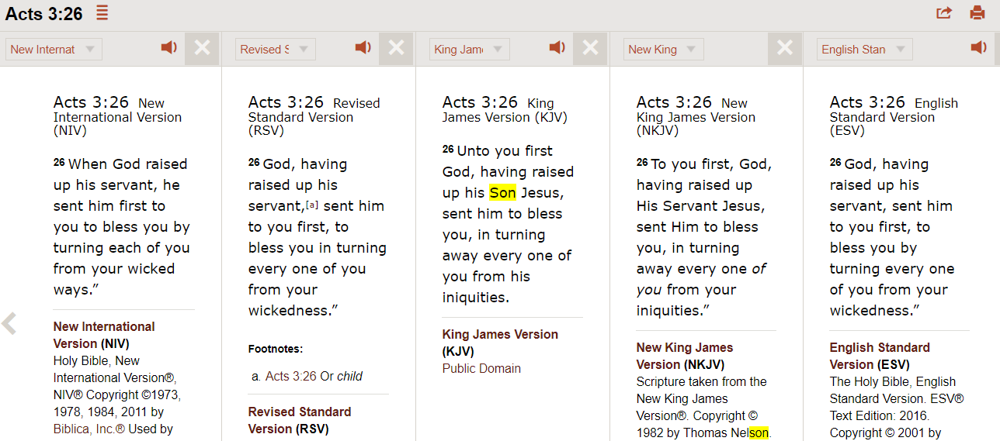 Acts 3:26
New Internat
Revised S
King Jam
New King
English Stan
Acts 3:26 New
International Version
(NIV)
26 When God raised
up his servant, he
sent him first to
you to bless you by
turning each of you
from your wicked
ways.”
New International
Version (NIV)
Holy Bible, New
International Version®,
NIV® Copyright ©1973,
1978, 1984, 2011 by
Biblica, Inc.® Used by
Acts 3:26 Revised
Standard Version
(RSV)
26 God, having
raised up his
servant,[a] sent him
to you first, to
bless you in turning
every one of you
from your
wickedness.”
Footnotes:
a. Acts 3:26 Or child
Revised Standard
Version (RSV)
Acts 3:26 King
James Version (KJV)
26 Unto you first
God, having raised
up his Son Jesus,
sent him to bless
you, in turning
away every one of
you from his
iniquities.
King James Version
(KJV)
Public Domain
Acts 3:26 New
King James Version
(NKJV)
26 To you first, God,
having raised up
His Servant Jesus,
sent Him to bless
you, in turning
away every one of
you from your
iniquities.”
New King James
Version (NKJV)
Scripture taken from the
New King James
Version®. Copyright ©
1982 by Thomas Nelson.
Acts 3:26 English
Standard Version
(ESV)
26 God, having
raised up his
servant, sent him
to you first, to
bless you by
turning every one
of you from your
wickedness.”
English Standard
Version (ESV)
The Holy Bible, English
Standard Version. ESV®
Text Edition: 2016.
Copyright © 2001 by